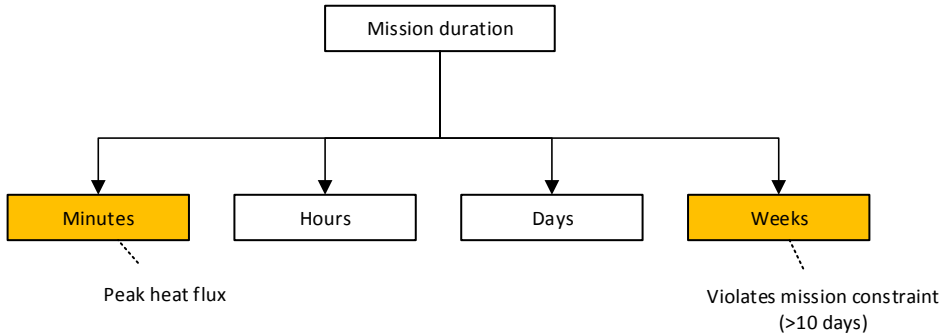 Mission duration
Minutes
Hours
Days
Weeks
Peak heat flux
Violates mission constraint
(>10 days)